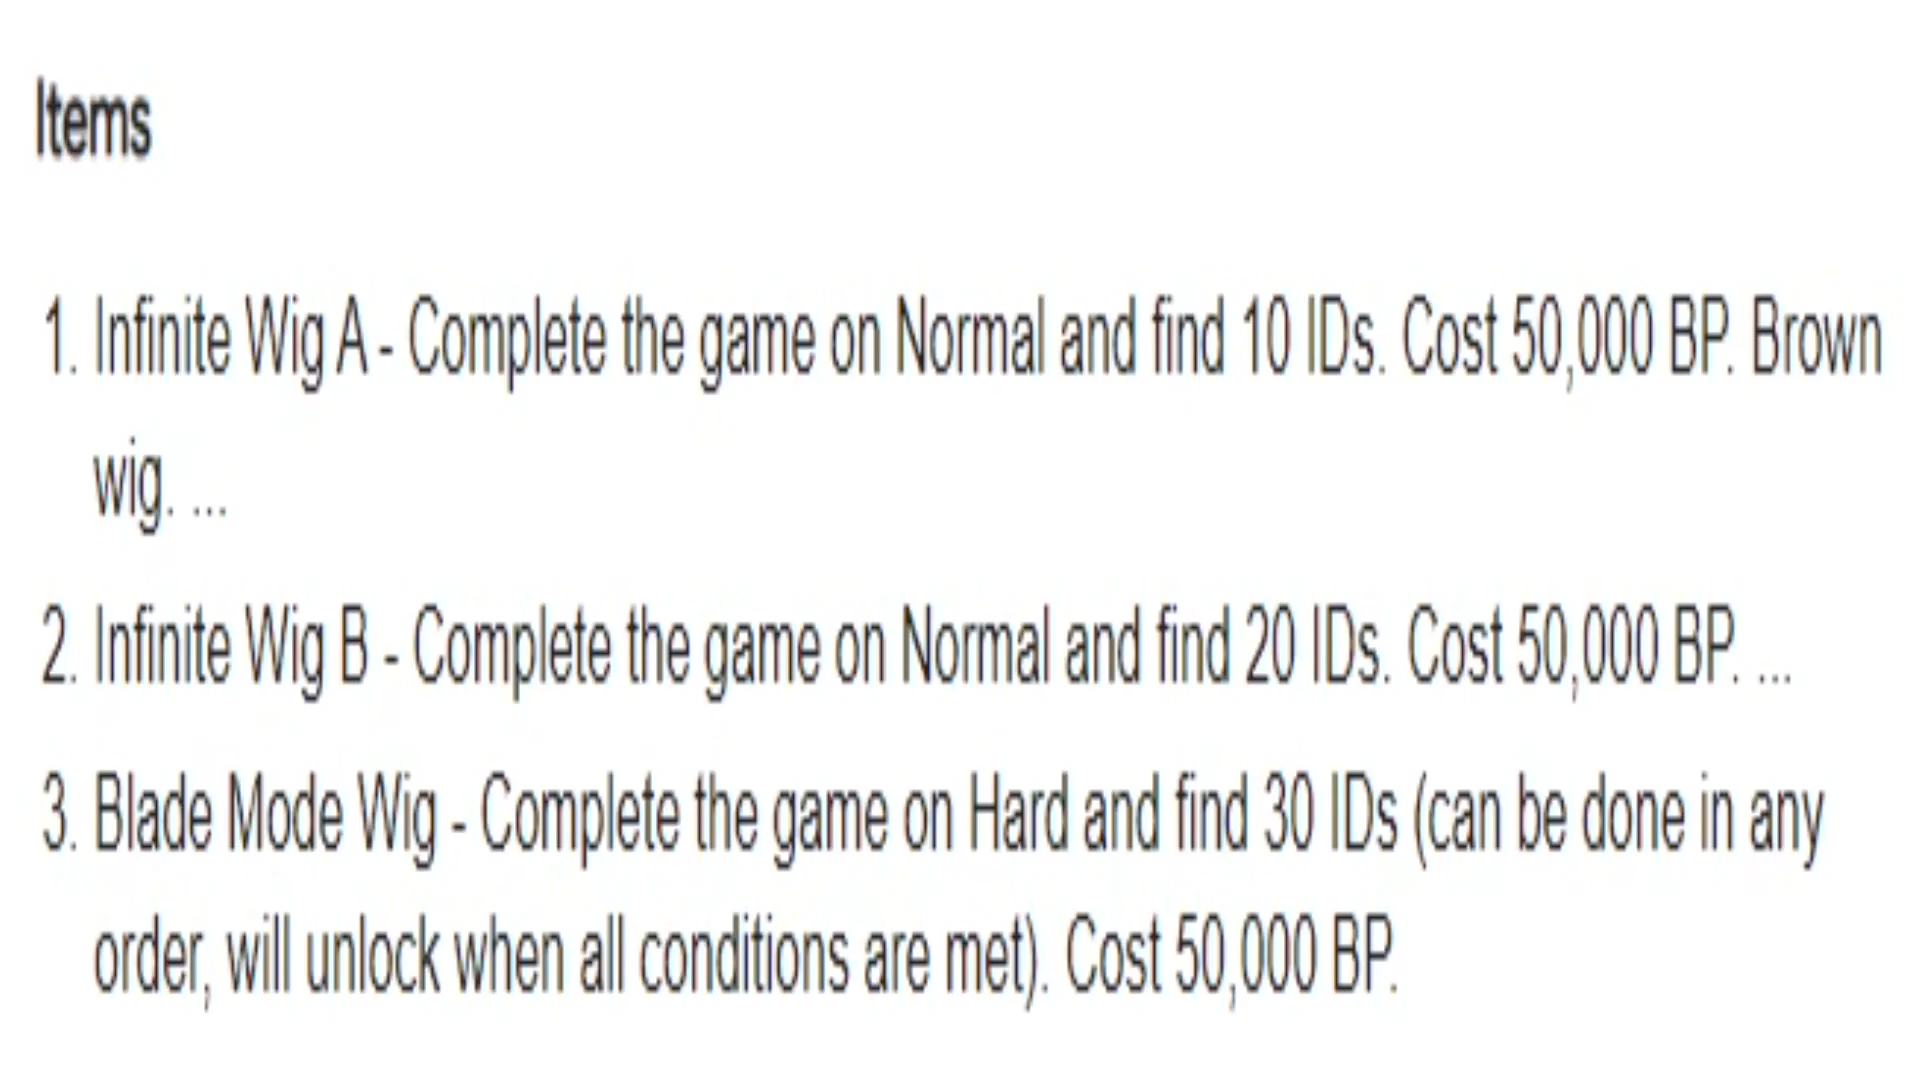 Items
1. Infinite Wig A - Complete the game on Normal and find 10 IDs. Cost 50,000 BP. Brown
wig. ...
2. Infinite Wig B - Complete the game on Normal and find 20 IDs. Cost 50,000 BP. ...
3. Blade Mode Wig - Complete the game on Hard and find 30 IDs (can be done in any
order, will unlock when all conditions are met). Cost 50,000 BP.